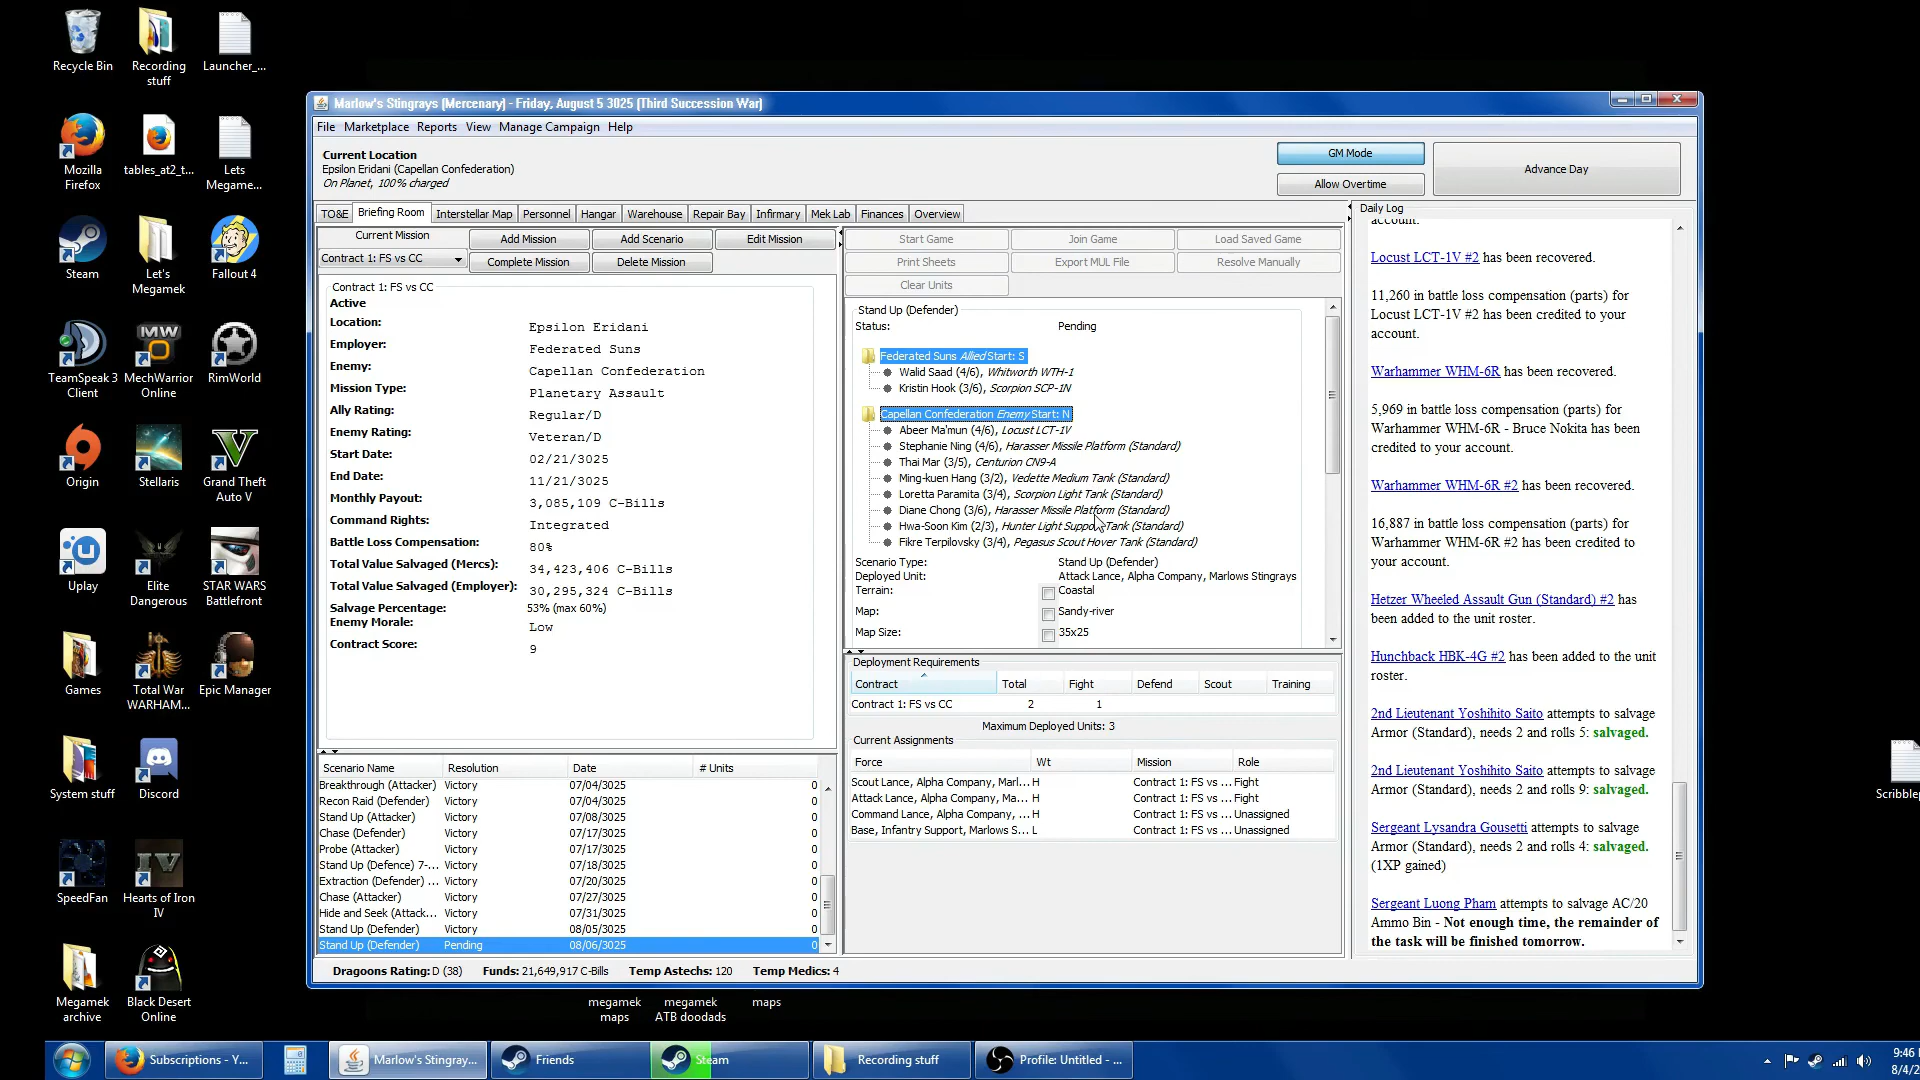 Recycle Bin
Recording
stuff
Launcher_...
Mozilla
Firefox
tables_at2_t...
Lets
Megame...
Steam
Let's
Megamek
Fallout 4
TeamSpeak 3
Client
MechWarrior
Online
RimWorld
Origin
Stellaris
Grand Theft
Auto V
Uplay
Elite
Dangerous
STAR WARS
Battlefront
Games
Total War
WARHAM...
Epic Manager
System stuff
Discord
SpeedFan
Hearts of Iron
IV
Megamek
archive
Black Desert
Online
Marlow's Stingrays (Mercenary) - Friday, August 5 3025 (Third Succession War)
File Marketplace Reports View Manage Campaign Help
Current Location
Epsilon Eridani (Capellan Confederation)
On Planet, 100% charged
GM Mode
Allow Overtime
Advance Day
TO&E Briefing Room Interstellar Map Personnel Hangar Warehouse Repair Bay Infirmary Mek Lab Finances Overview
Current Mission
Add Mission Add Scenario Edit Mission
Contract 1: FS vs CC
Complete Mission Delete Mission
Contract 1: FS vs CC
Active
Location: Epsilon Eridani
Employer: Federated Suns
Enemy: Capellan Confederation
Mission Type: Planetary Assault
Ally Rating: Regular/D
Enemy Rating: Veteran/D
Start Date: 02/21/3025
End Date: 11/21/3025
Monthly Payout: 3,085,109 C-Bills
Command Rights: Integrated
Battle Loss Compensation: 80%
Total Value Salvaged (Mercs): 34,423,406 C-Bills
Total Value Salvaged (Employer): 30,295,324 C-Bills
Salvage Percentage: 53% (max 60%)
Enemy Morale: Low
Contract Score: 9
Scenario Name Resolution Date # Units
Breakthrough (Attacker) Victory 07/04/3025 0
Recon Raid (Defender) Victory 07/04/3025 0
Stand Up (Attacker) Victory 07/08/3025 0
Chase (Defender) Victory 07/17/3025 0
Probe (Attacker) Victory 07/17/3025 0
Stand Up (Defence) 7-... Victory 07/18/3025 0
Extraction (Defender) ... Victory 07/20/3025 0
Chase (Attacker) Victory 07/27/3025 0
Hide and Seek (Attack... Victory 07/31/3025 0
Stand Up (Defender) Victory 08/05/3025 0
Stand Up (Defender) Pending 08/06/3025 0
Start Game Join Game Load Saved Game
Print Sheets Export MUL File Resolve Manually
Clear Units
Stand Up (Defender)
Status: Pending
Federated Suns Allied Start: S
Walid Saad (4/6), Whitworth WTH-1
Kristin Hook (3/6), Scorpion SCP-1N
Capellan Confederation Enemy Start: N
Abeer Ma'mun (4/6), Locust LCT-1V
Stephanie Ning (4/6), Harasser Missile Platform (Standard)
Thai Mar (3/5), Centurion CN9-A
Ming-kuen Hang (3/2), Vedette Medium Tank (Standard)
Loretta Paramita (3/4), Scorpion Light Tank (Standard)
Diane Chong (3/6), Harasser Missile Platform (Standard)
Hwa-Soon Kim (2/3), Hunter Light Support Tank (Standard)
Fikre Terpilovsky (3/4), Pegasus Scout Hover Tank (Standard)
Scenario Type: Stand Up (Defender)
Deployed Unit: Attack Lance, Alpha Company, Marlows Stingrays
Terrain: Coastal
Map: Sandy-river
Map Size: 35x25
Deployment Requirements
Contract Total Fight Defend Scout Training
Contract 1: FS vs CC 2 1
Maximum Deployed Units: 3
Current Assignments
Force Wt Mission Role
Scout Lance, Alpha Company, Marl... H Contract 1: FS vs ... Fight
Attack Lance, Alpha Company, Ma... H Contract 1: FS vs ... Fight
Command Lance, Alpha Company, ... H Contract 1: FS vs ... Unassigned
Base, Infantry Support, Marlows S... L Contract 1: FS vs ... Unassigned
Daily Log
account.
Locust LCT-1V #2 has been recovered.
11,260 in battle loss compensation (parts) for
Locust LCT-1V #2 has been credited to your
account.
Warhammer WHM-6R has been recovered.
5,969 in battle loss compensation (parts) for
Warhammer WHM-6R - Bruce Nokita has been
credited to your account.
Warhammer WHM-6R #2 has been recovered.
16,887 in battle loss compensation (parts) for
Warhammer WHM-6R #2 has been credited to
your account.
Hetzer Wheeled Assault Gun (Standard) #2 has
been added to the unit roster.
Hunchback HBK-4G #2 has been added to the unit
roster.
2nd Lieutenant Yoshihito Saito attempts to salvage
Armor (Standard), needs 2 and rolls 5: salvaged.
2nd Lieutenant Yoshihito Saito attempts to salvage
Armor (Standard), needs 2 and rolls 9: salvaged.
Sergeant Lysandra Gousetti attempts to salvage
Armor (Standard), needs 2 and rolls 4: salvaged.
(1XP gained)
Sergeant Luong Pham attempts to salvage AC/20
Ammo Bin - Not enough time, the remainder of
the task will be finished tomorrow.
Dragoons Rating: D (38) Funds: 21,649,917 C-Bills Temp Astechs: 120 Temp Medics: 4
megamek
maps
megamek
ATB doodads
maps
Scribble
Subscriptions - Y...
Marlow's Stingray...
Friends
Steam
Recording stuff
Profile: Untitled - ...
9:46
8/4/2